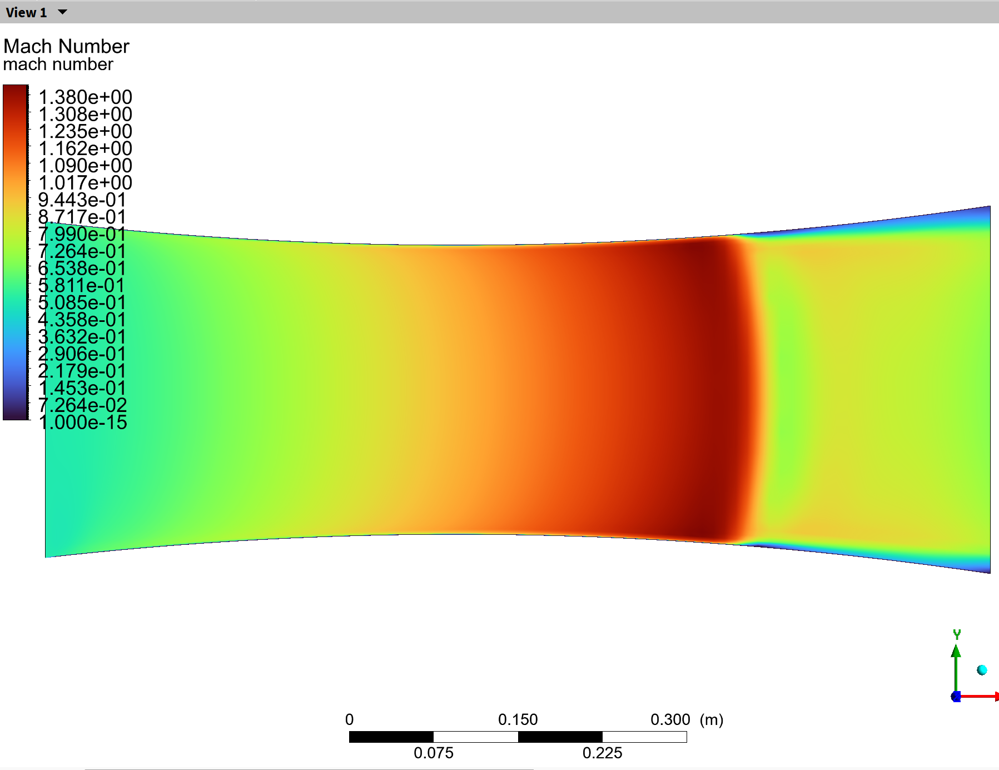 View 1
Mach Number
mach number
1.380e+00
1.308e+00
1.235e+00
1.162e+00
1.090e+00
1.017e+00
9.443e-01
8.717e-01
7.990e-01
7.264e-01
6.538e-01
5.811e-01
5.085e-01
4.358e-01
3.632e-01
2.906e-01
2.179e-01
1.453e-01
7.264e-02
1.000e-15
Y
0 0.150 0.300 (m)
0.075 0.225